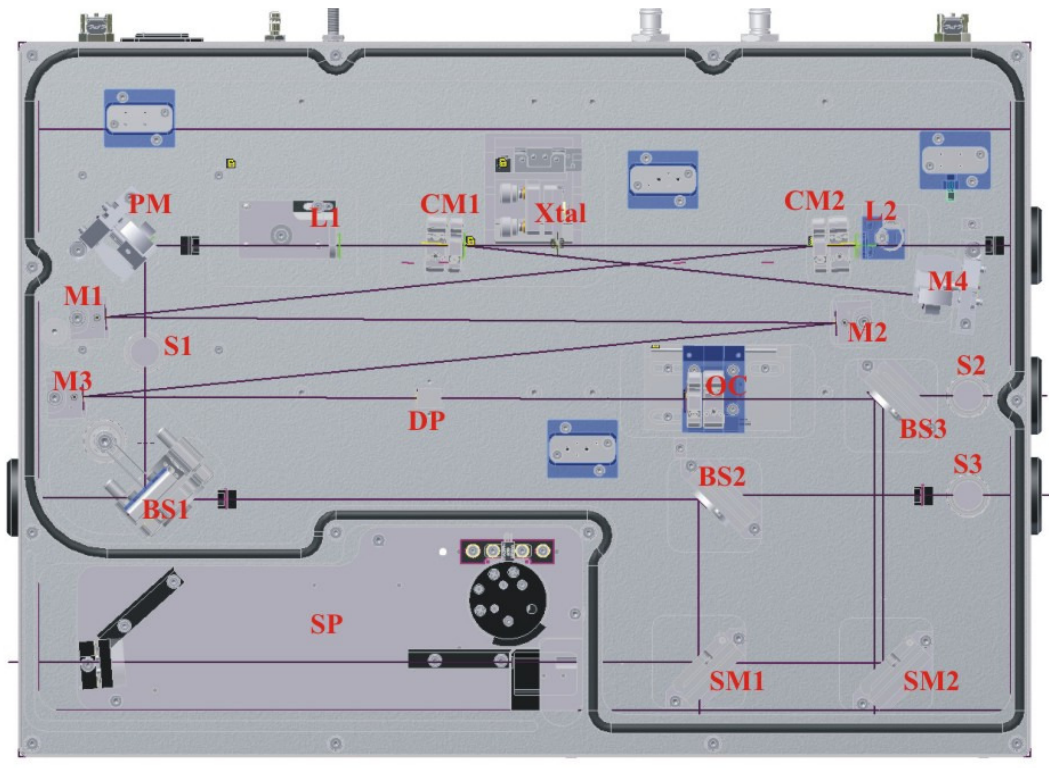 PM
L1
CM1
Xtal
CM2
L2
M1
M4
S1
M2
M3
DP
OC
S2
BS3
BS1
BS2
S3
SP
SM1
SM2